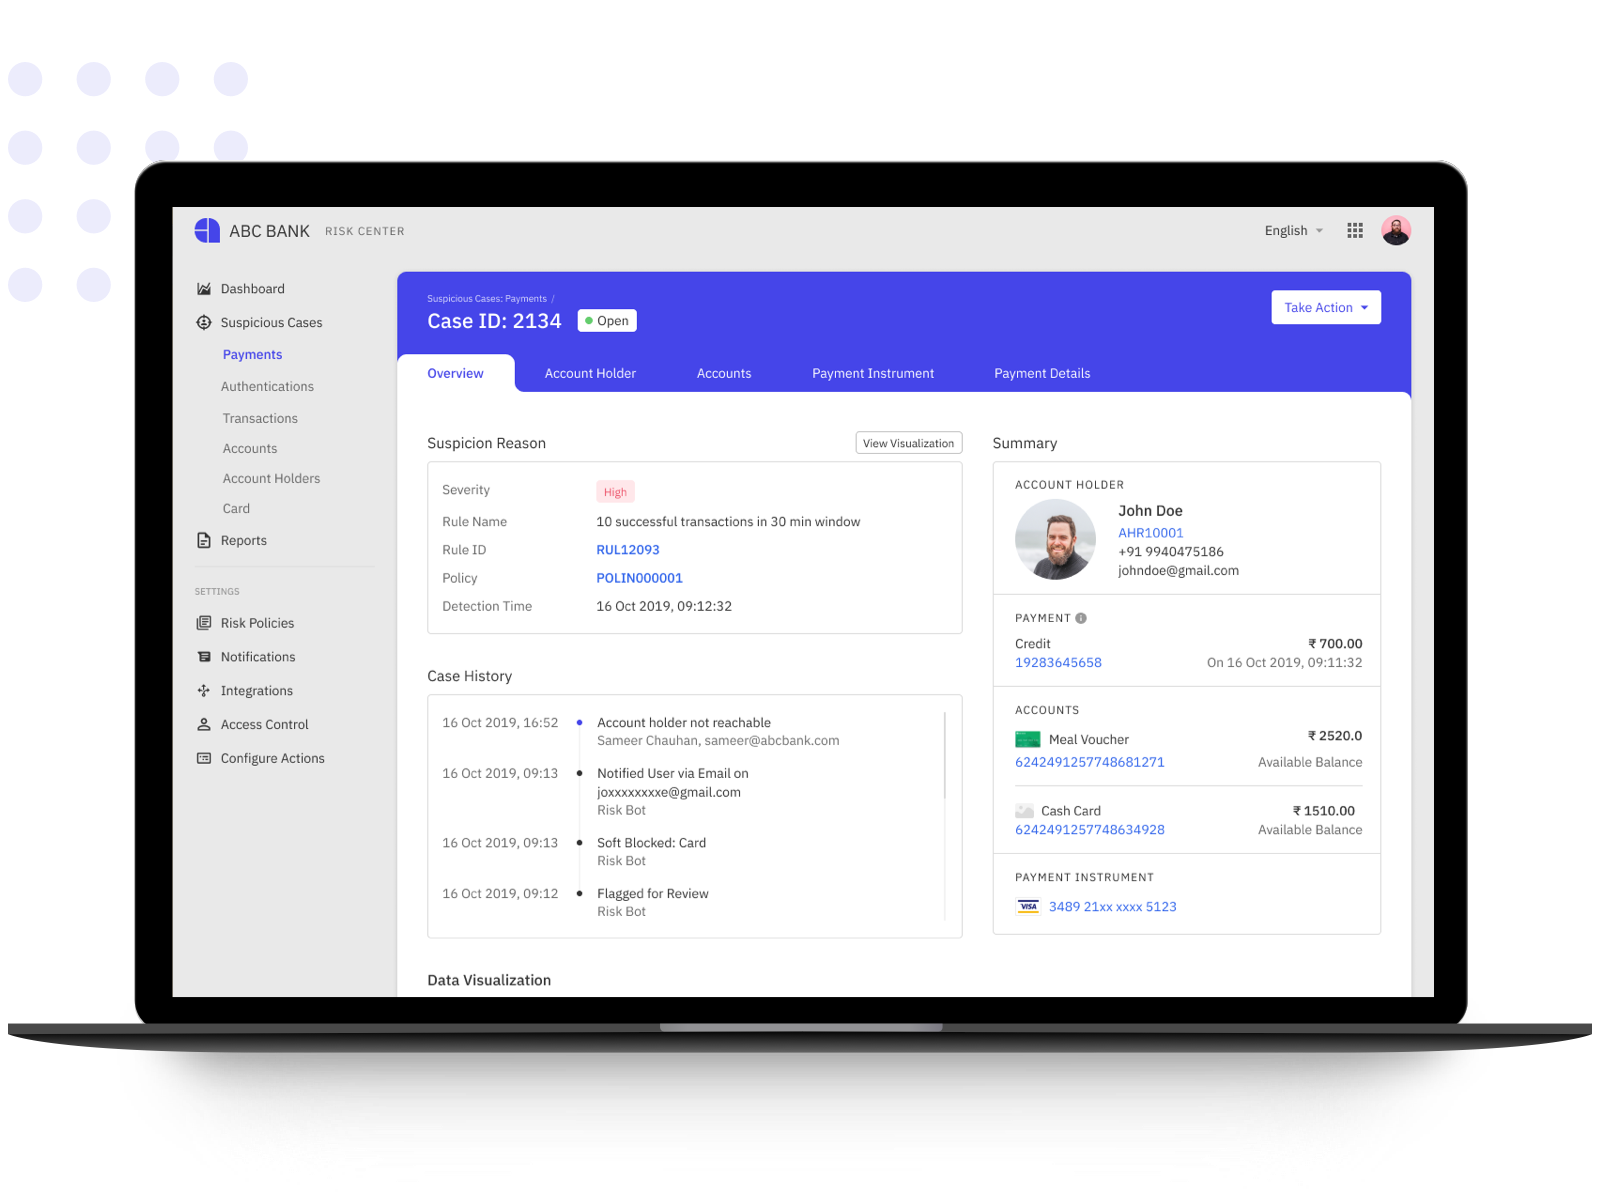 ABC BANK RISK CENTER
English
Dashboard
Suspicious Cases
Payments
Authentications
Transactions
Accounts
Account Holders
Card
Reports
SETTINGS
Risk Policies
Notifications
Integrations
Access Control
Configure Actions
Suspicious Cases: Payments /
Case ID: 2134 Open
Take Action
Overview Account Holder Accounts Payment Instrument Payment Details
Suspicion Reason View Visualization
Severity High
Rule Name 10 successful transactions in 30 min window
Rule ID RUL12093
Policy POLIN000001
Detection Time 16 Oct 2019, 09:12:32
Case History
16 Oct 2019, 16:52 Account holder not reachable
Sameer Chauhan, sameer@abcbank.com
16 Oct 2019, 09:13 Notified User via Email on
joxxxxxxxxe@gmail.com
Risk Bot
16 Oct 2019, 09:13 Soft Blocked: Card
Risk Bot
16 Oct 2019, 09:12 Flagged for Review
Risk Bot
Data Visualization
Summary
ACCOUNT HOLDER
John Doe
AHR10001
+91 9940475186
johndoe@gmail.com
PAYMENT
Credit ₹ 700.00
19283645658 On 16 Oct 2019, 09:11:32
ACCOUNTS
Meal Voucher ₹ 2520.0
6242491257748681271 Available Balance
Cash Card ₹ 1510.00
6242491257748634928 Available Balance
PAYMENT INSTRUMENT
VISA 3489 21xx xxxx 5123